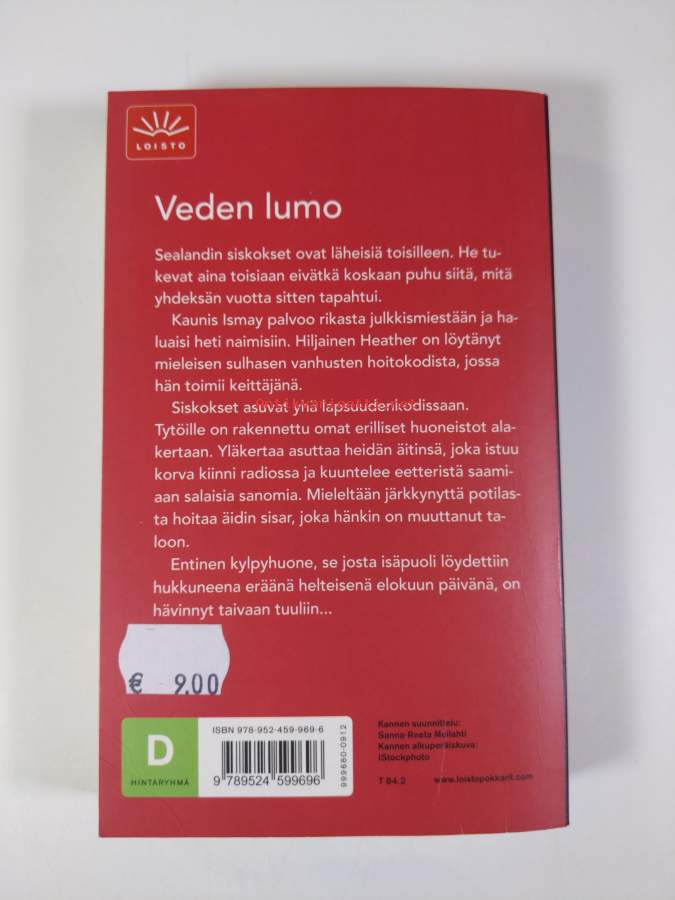 LOISTO
Veden lumo
Sealandin siskokset ovat läheisiä toisilleen. He tu-
kevat aina toisiaan eivätkä koskaan puhu siitä, mitä
yhdeksän vuotta sitten tapahtui.
Kaunis Ismay palvoo rikasta julkkismiestään ja ha-
luaisi heti naimisiin. Hiljainen Heather on löytänyt
mieleisen sulhasen vanhusten hoitokodista, jossa
hän toimii keittäjänä.
Antikvariaatti.net
Siskokset asuvat yhä lapsuudenkodissaan.
Tytöille on rakennettu omat erilliset huoneistot ala-
kertaan. Yläkertaa asuttaa heidän äitinsä, joka istuu
korva kiinni radiossa ja kuuntelee eetteristä saami-
aan salaisia sanomia. Mieleltään järkkynyttä potilas-
ta hoitaa äidin sisar, joka hänkin on muuttanut ta-
loon.
Entinen kylpyhuone, se josta isäpuoli löydettiin
hukkuneena eräänä helteisenä elokuun päivänä, on
hävinnyt taivaan tuuliin...
€ 9.00
D
HINTARYHMÄ
ISBN 978-952-459-969-6
9 789524 599696
999680-0912
Kannen suunnittelu:
Sanna-Reeta Meilahti
Kannen alkuperäiskuva:
iStockphoto
T 84.2 www.loistopokkarit.com